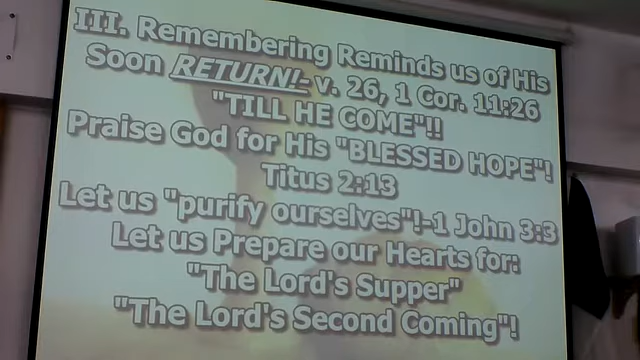 III. Remembering Reminds us of His
Soon RETURN!- v. 26, 1 Cor. 11:26
"TILL HE COME"!!
Praise God for His "BLESSED HOPE"!
Titus 2:13
Let us "purify ourselves"!-1 John 3:3
Let us Prepare our Hearts for:
"The Lord's Supper"
"The Lord's Second Coming"!